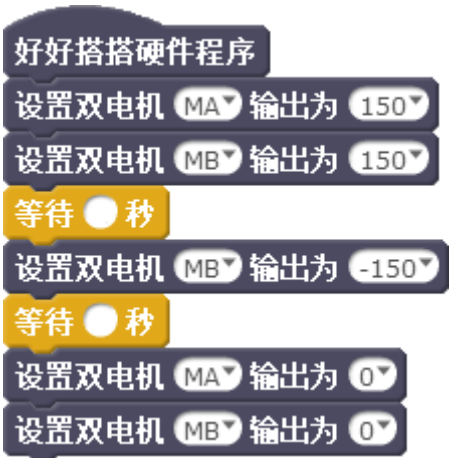 好好搭搭硬件程序
设置双电机 MA 输出为 150
设置双电机 MB 输出为 150
等待 秒
设置双电机 MB 输出为 -150
等待 秒
设置双电机 MA 输出为 0
设置双电机 MB 输出为 0